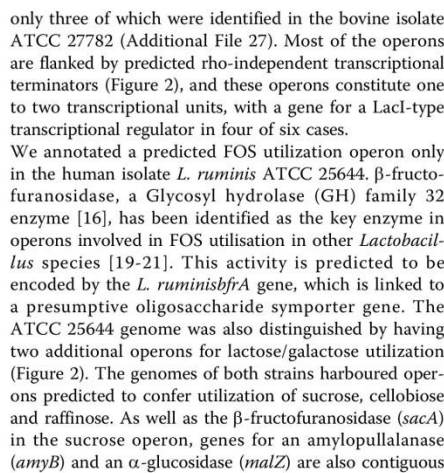 only three of which were identified in the bovine isolate
ATCC 27782 (Additional File 27). Most of the operons
are flanked by predicted rho-independent transcriptional
terminators (Figure 2), and these operons constitute one
to two transcriptional units, with a gene for a LacI-type
transcriptional regulator in four of six cases.
We annotated a predicted FOS utilization operon only
in the human isolate L. ruminis ATCC 25644. β-fructo-
furanosidase, a Glycosyl hydrolase (GH) family 32
enzyme [16], has been identified as the key enzyme in
operons involved in FOS utilisation in other Lactobacil-
lus species [19-21]. This activity is predicted to be
encoded by the L. ruminisbfrA gene, which is linked to
a presumptive oligosaccharide symporter gene. The
ATCC 25644 genome was also distinguished by having
two additional operons for lactose/galactose utilization
(Figure 2). The genomes of both strains harboured oper-
ons predicted to confer utilization of sucrose, cellobiose
and raffinose. As well as the β-fructofuranosidase (sacA)
in the sucrose operon, genes for an amylopullalanase
(amyB) and an α-glucosidase (malZ) are also contiguous